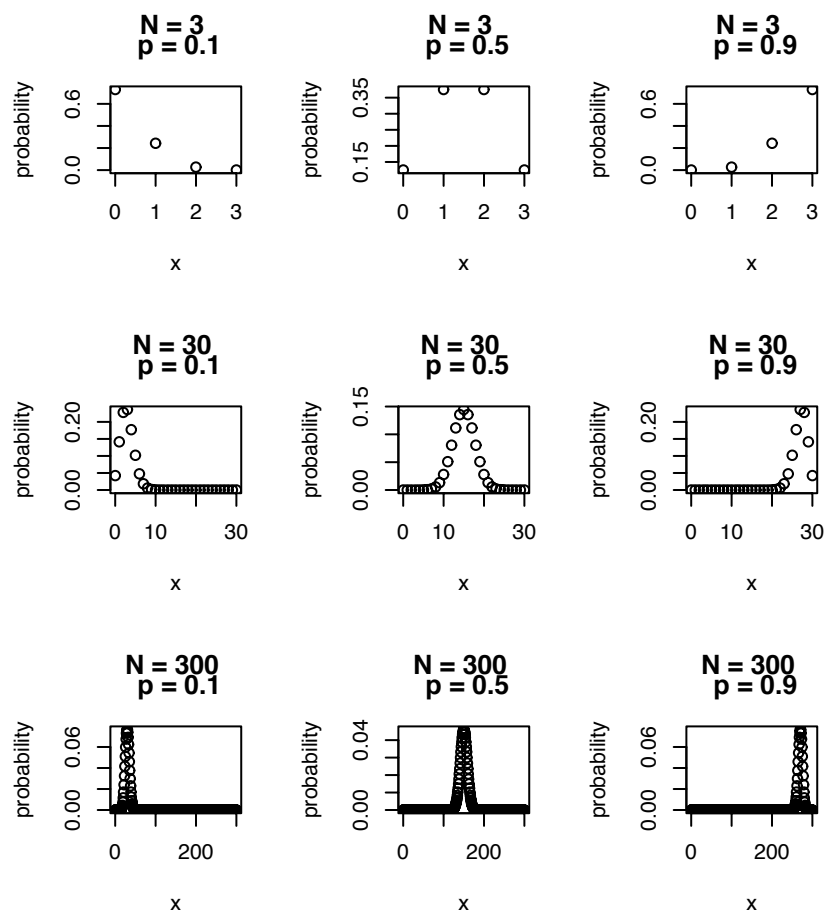 N = 3
p = 0.1
probability
0.0
0.6
0
1
2
3
x
N = 3
p = 0.5
probability
0.15
0.35
0
1
2
3
x
N = 3
p = 0.9
probability
0.0
0.6
0
1
2
3
x
N = 30
p = 0.1
probability
0.00
0.20
0
10
30
x
N = 30
p = 0.5
probability
0.00
0.15
0
10
30
x
N = 30
p = 0.9
probability
0.00
0.20
0
10
30
x
N = 300
p = 0.1
probability
0.00
0.06
0
200
x
N = 300
p = 0.5
probability
0.00
0.04
0
200
x
N = 300
p = 0.9
probability
0.00
0.06
0
200
x